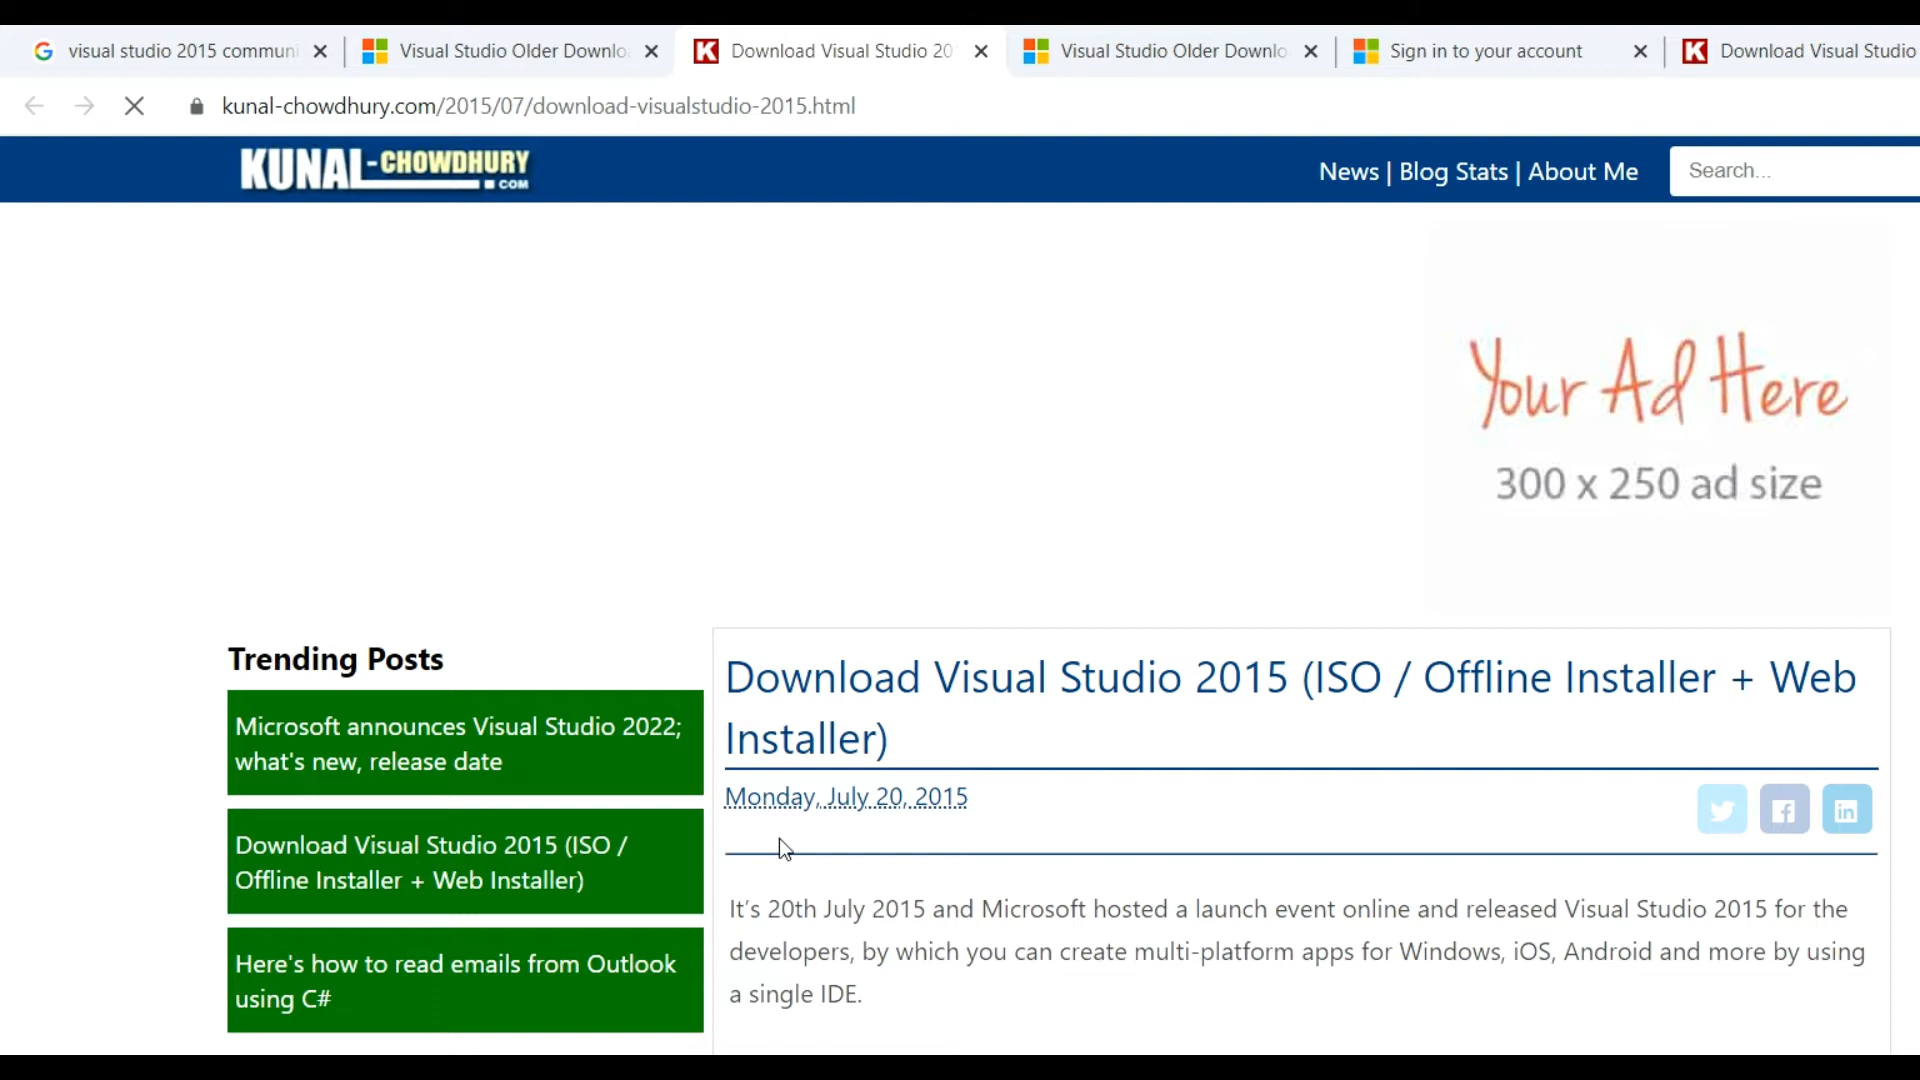 visual studio 2015 communi
Visual Studio Older Downlo
Download Visual Studio 20
Visual Studio Older Downlo
Sign in to your account
Download Visual Studio
kunal-chowdhury.com/2015/07/download-visualstudio-2015.html
KUNAL-CHOWDHURY
.COM
News | Blog Stats | About Me
Search...
Your Ad Here
300 x 250 ad size
Trending Posts
Microsoft announces Visual Studio 2022;
what's new, release date
Download Visual Studio 2015 (ISO /
Offline Installer + Web Installer)
Here's how to read emails from Outlook
using C#
Download Visual Studio 2015 (ISO / Offline Installer + Web
Installer)
Monday, July 20, 2015
It’s 20th July 2015 and Microsoft hosted a launch event online and released Visual Studio 2015 for the
developers, by which you can create multi-platform apps for Windows, iOS, Android and more by using
a single IDE.